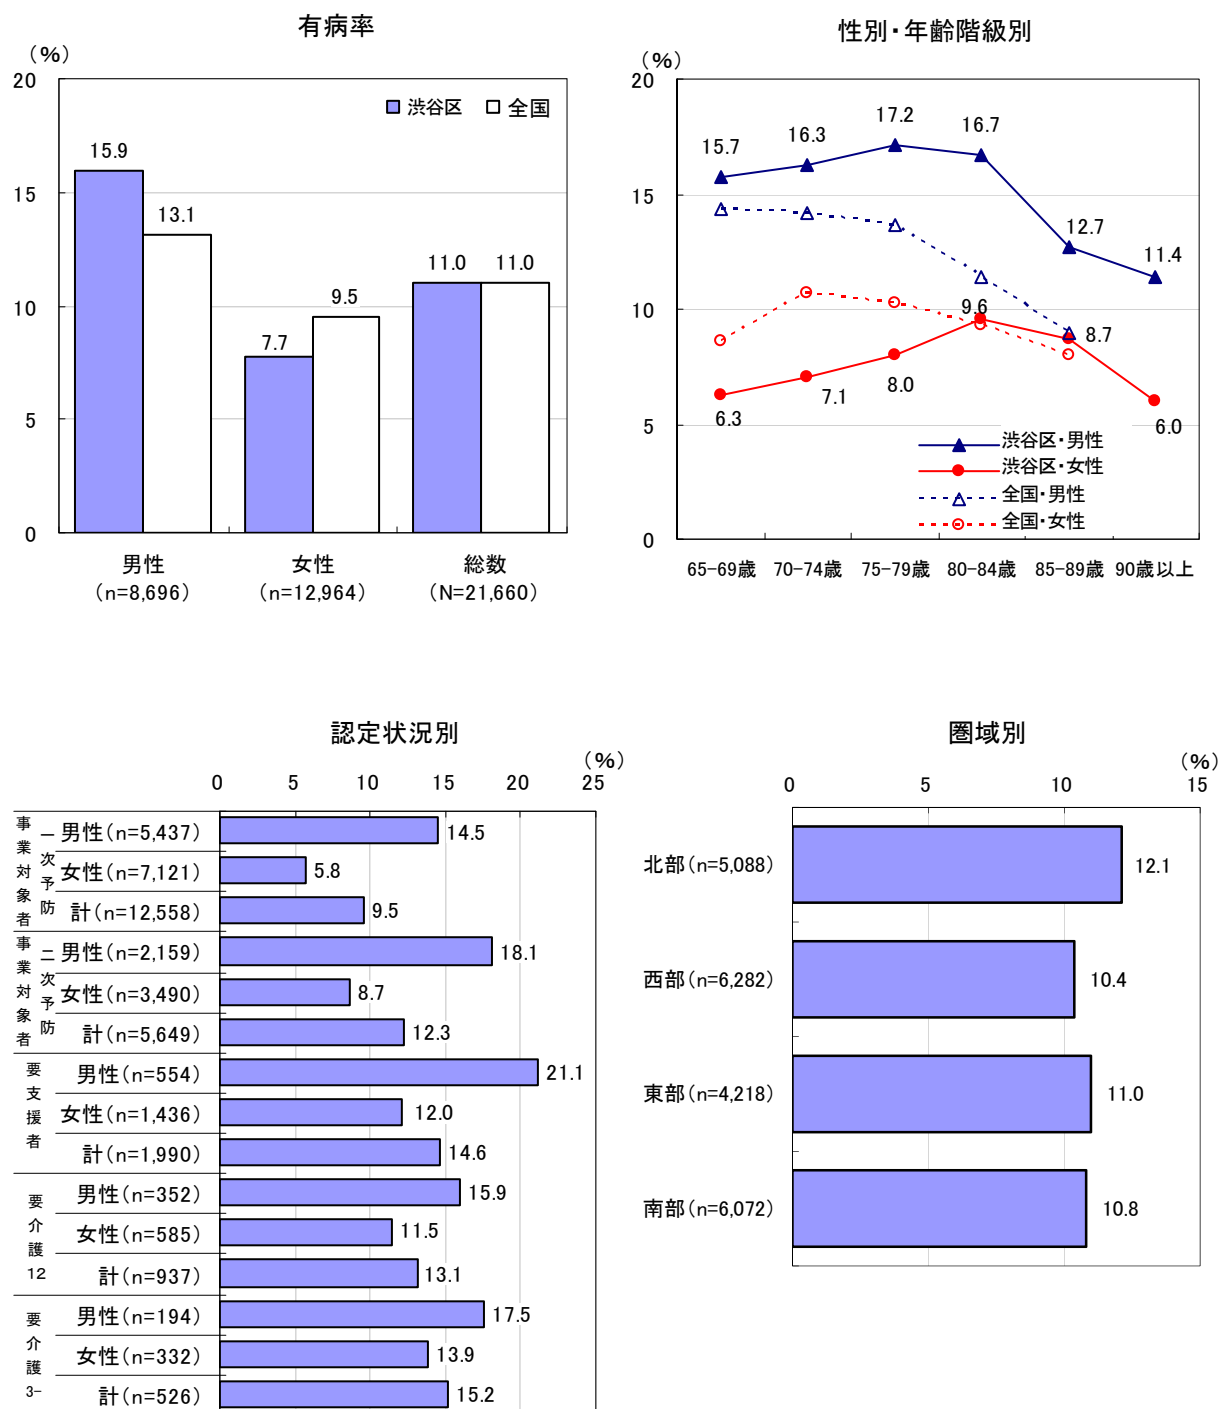 有病率
（％）
20
15
10
5
0
渋谷区 全国
15.9
13.1
7.7
9.5
11.0
11.0
男性 女性 総数
（n=8,696） （n=12,964） （N=21,660）
性別・年齢階級別
（％）
20
15
10
5
0
15.7
16.3
17.2
16.7
12.7
11.4
6.3
7.1
8.0
9.6
8.7
6.0
渋谷区・男性
渋谷区・女性
全国・男性
全国・女性
65-69歳 70-74歳 75-79歳 80-84歳 85-89歳 90歳以上
認定状況別
（％）
0 5 10 15 20 25
一次予防
事業対象者
男性（n=5,437） 14.5
女性（n=7,121） 5.8
計（n=12,558） 9.5
二次予防
事業対象者
男性（n=2,159） 18.1
女性（n=3,490） 8.7
計（n=5,649） 12.3
要支援者
男性（n=554） 21.1
女性（n=1,436） 12.0
計（n=1,990） 14.6
要介護12
男性（n=352） 15.9
女性（n=585） 11.5
計（n=937） 13.1
要介護3-
男性（n=194） 17.5
女性（n=332） 13.9
計（n=526） 15.2
圏域別
（％）
0 5 10 15
北部（n=5,088） 12.1
西部（n=6,282） 10.4
東部（n=4,218） 11.0
南部（n=6,072） 10.8